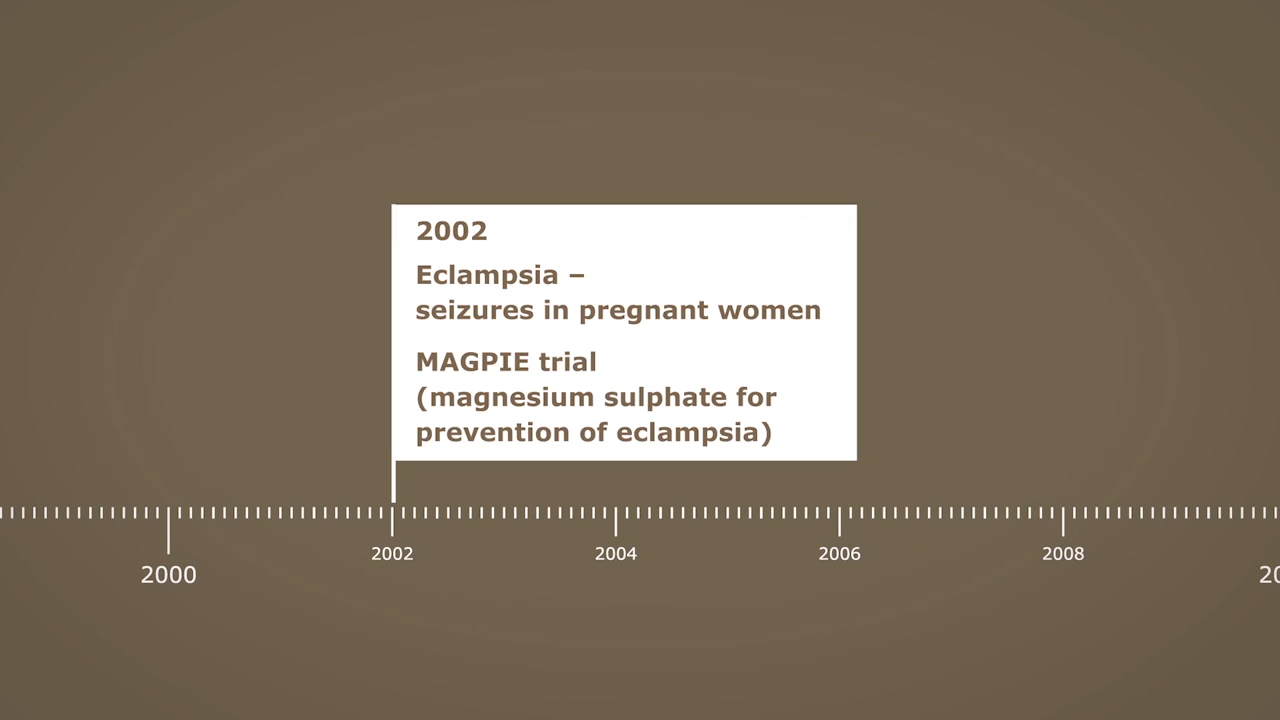 2002
Eclampsia –
seizures in pregnant women
MAGPIE trial
(magnesium sulphate for
prevention of eclampsia)
2002 2004 2006 2008
2000